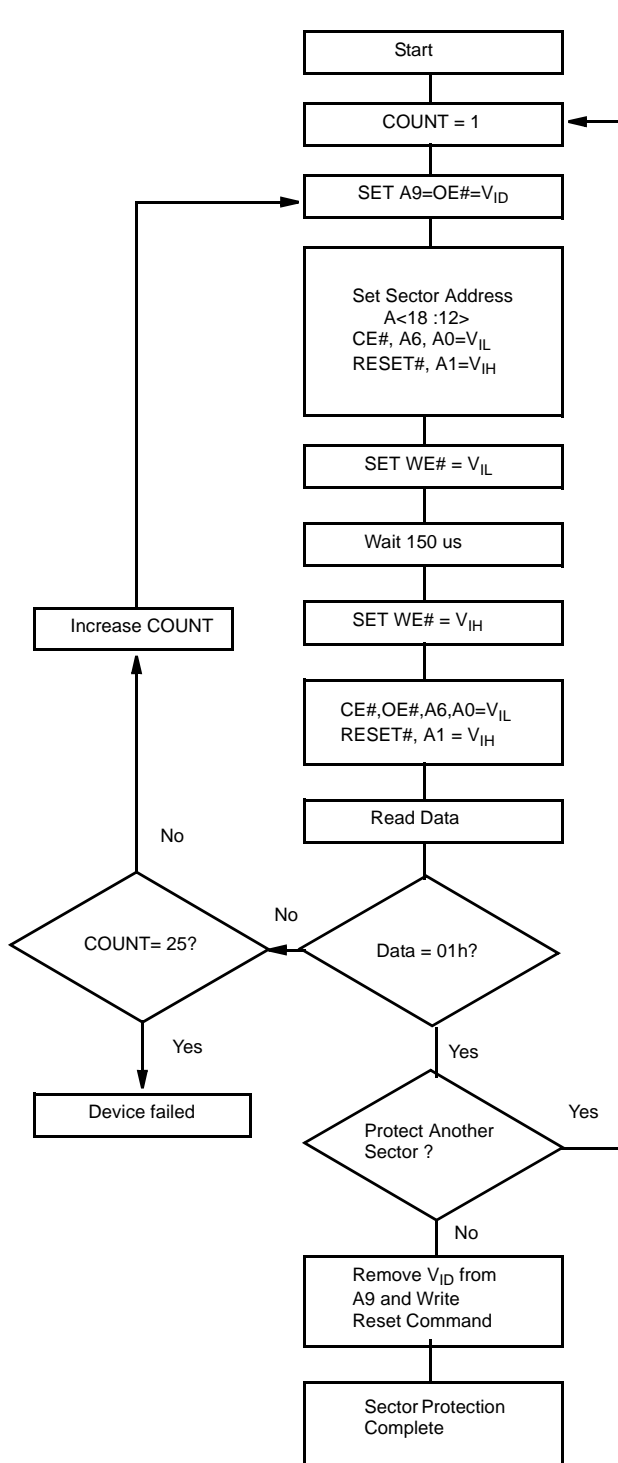 Start
COUNT = 1
SET A9=OE#=VID
Set Sector Address
A<18 :12>
CE#, A6, A0=VIL
RESET#, A1=VIH
SET WE# = VIL
Wait 150 us
SET WE# = VIH
Increase COUNT
CE#,OE#,A6,A0=VIL
RESET#, A1 = VIH
Read Data
No
No
COUNT= 25?
Data = 01h?
Yes
Yes
Device failed
Protect Another
Sector ?
Yes
No
Remove VID from
A9 and Write
Reset Command
Sector Protection
Complete